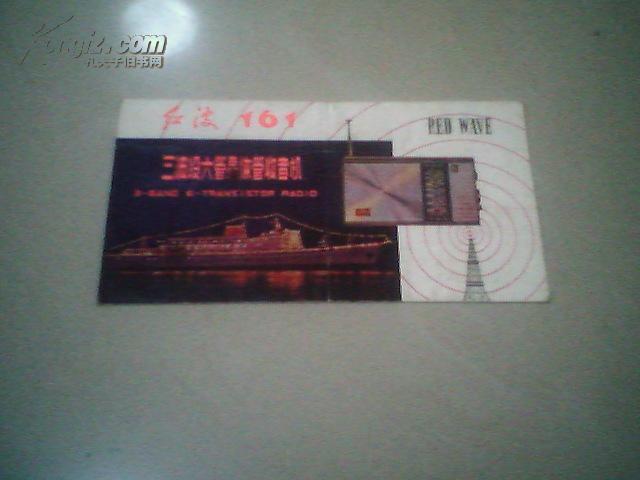 Kongfz.com
孔夫子旧书网
红波 161
RED WAVE
三波段六管晶体管收音机
3-BAND 6-TRANSISTOR RADIO